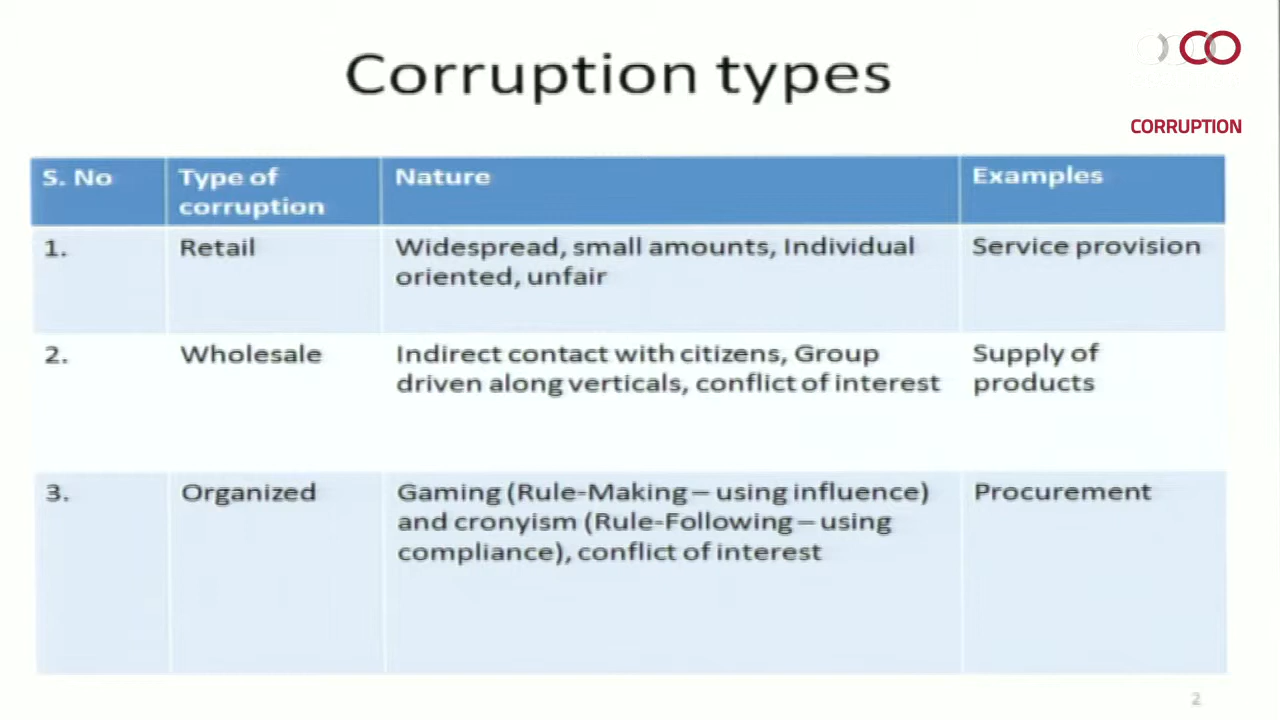 Corruption types
CORRUPTION
S. No
Type of
corruption
Nature
Examples
1.
Retail
Widespread, small amounts, Individual
oriented, unfair
Service provision
2.
Wholesale
Indirect contact with citizens, Group
driven along verticals, conflict of interest
Supply of
products
3.
Organized
Gaming (Rule-Making – using influence)
and cronyism (Rule-Following – using
compliance), conflict of interest
Procurement
2